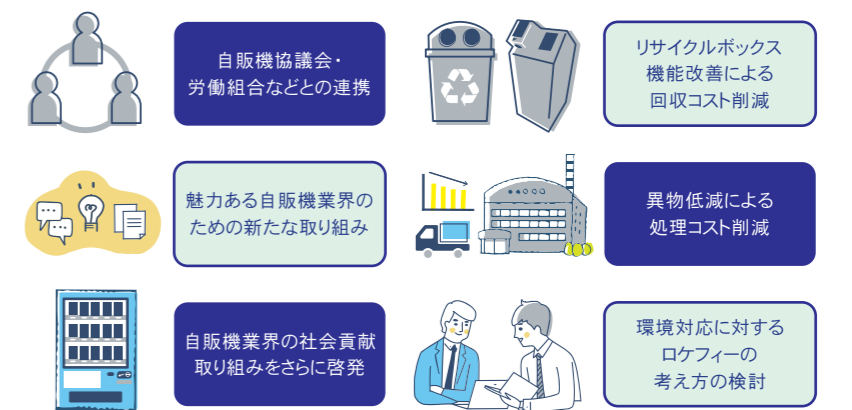 自販機協議会・
労働組合などとの連携
リサイクルボックス
機能改善による
回収コスト削減
魅力ある自販機業界の
ための新たな取り組み
異物低減による
処理コスト削減
自販機業界の社会貢献
取り組みをさらに啓発
環境対応に対する
ロケフィーの
考え方の検討